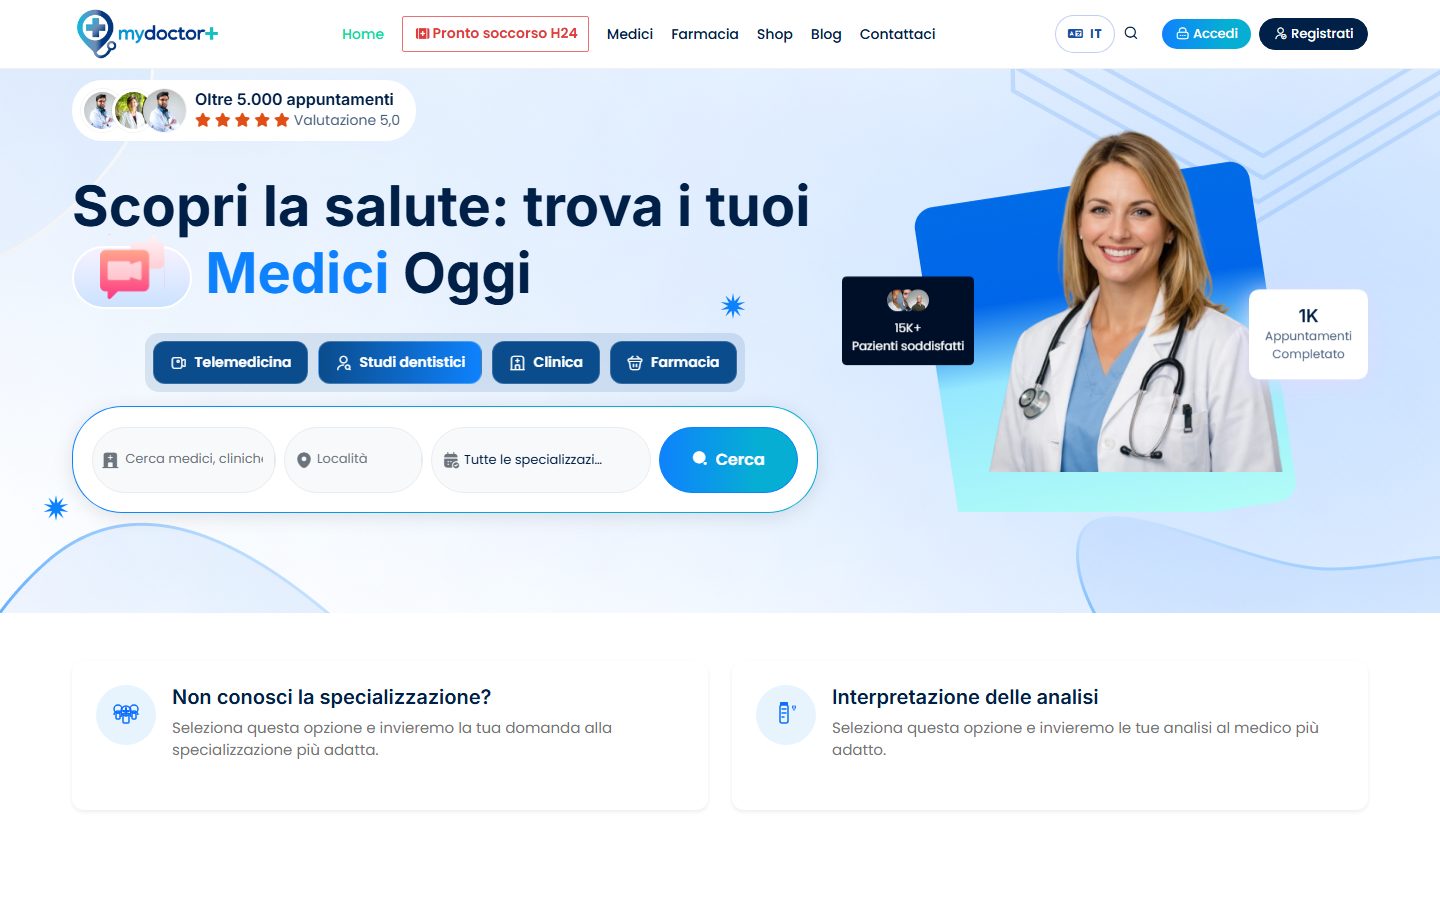 mydoctor+
Home
Pronto soccorso H24
Medici
Farmacia
Shop
Blog
Contattaci
IT
Accedi
Registrati
Oltre 5.000 appuntamenti
Valutazione 5,0
Scopri la salute: trova i tuoi
Medici Oggi
15K+
Pazienti soddisfatti
1K
Appuntamenti
Completato
Telemedicina
Studi dentistici
Clinica
Farmacia
Cerca medici, cliniche
Località
Tutte le specializzazi...
Cerca
Non conosci la specializzazione?
Seleziona questa opzione e invieremo la tua domanda alla
specializzazione più adatta.
Interpretazione delle analisi
Seleziona questa opzione e invieremo le tue analisi al medico più
adatto.